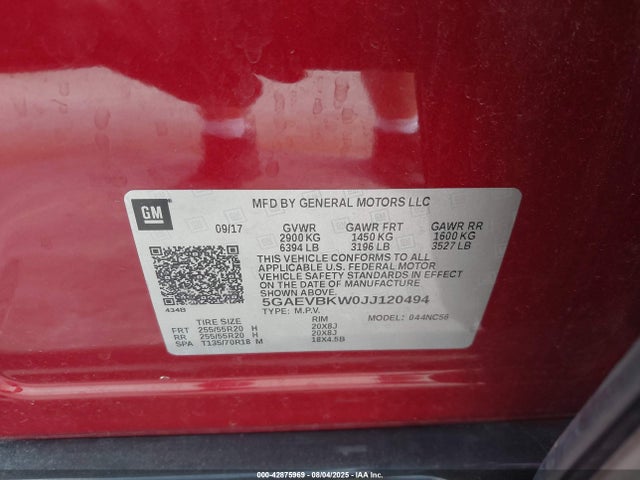 GM
MFD BY GENERAL MOTORS LLC
09/17 GVWR GAWR FRT GAWR RR
2900 KG 1450 KG 1600 KG
6394 LB 3196 LB 3527 LB
THIS VEHICLE CONFORMS TO ALL
APPLICABLE U.S. FEDERAL MOTOR
VEHICLE SAFETY STANDARDS IN EFFECT
ON THE DATE OF MANUFACTURE
SHOWN ABOVE.
434B
5GAEVBKW0JJ120494
TYPE: M.P.V. MODEL: 044NC56
TIRE SIZE RIM
FRT 255/55R20 H 20X8J
RR 255/55R20 H 20X8J
SPA T135/70R18 M 18X4.5B
000-42875969 - 08/04/2025 - IAA Inc.